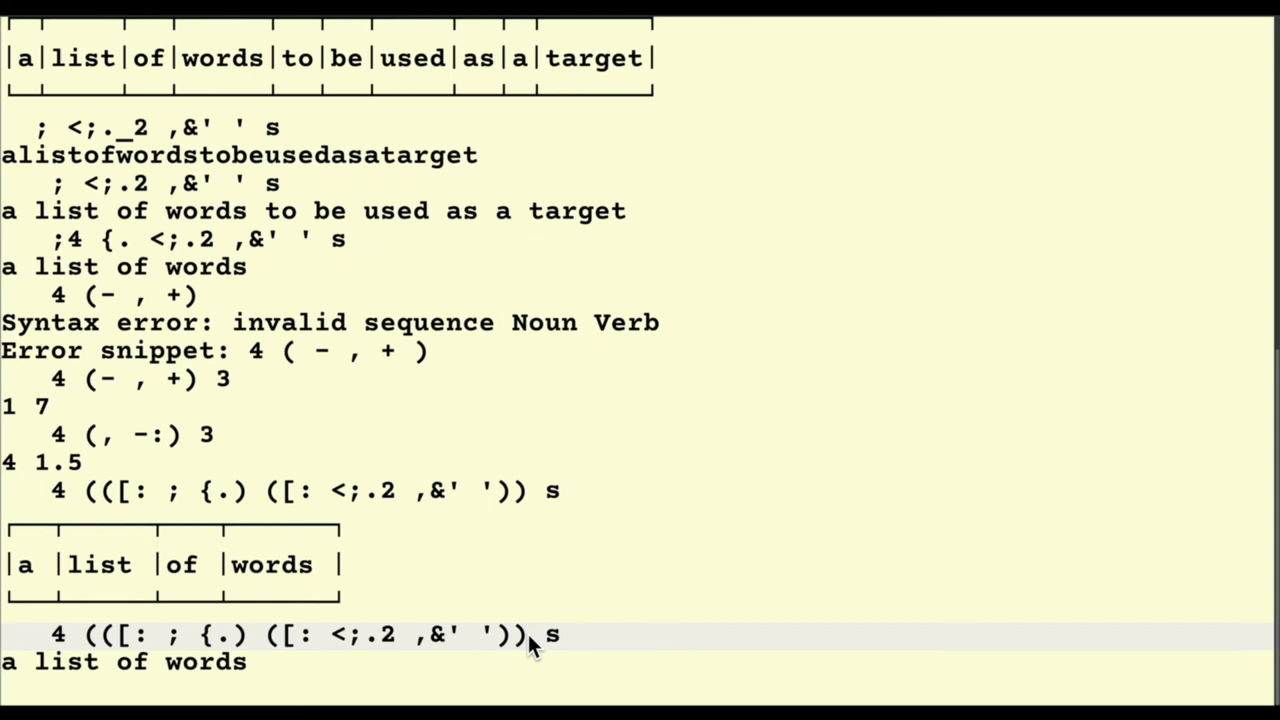 |a|list|of|words|to|be|used|as|a|target|
; <;._2 ,&' ' s
alistofwordstobeusedasatarget
; <;.2 ,&' ' s
a list of words to be used as a target
;4 {. <;.2 ,&' ' s
a list of words
4 (- , +)
Syntax error: invalid sequence Noun Verb
Error snippet: 4 ( - , + )
4 (- , +) 3
1 7
4 (, -:) 3
4 1.5
4 (([: ; {.) ([: <;.2 ,&' ')) s
|a |list |of |words |
4 (([: ; {.) ([: <;.2 ,&' ')) s
a list of words